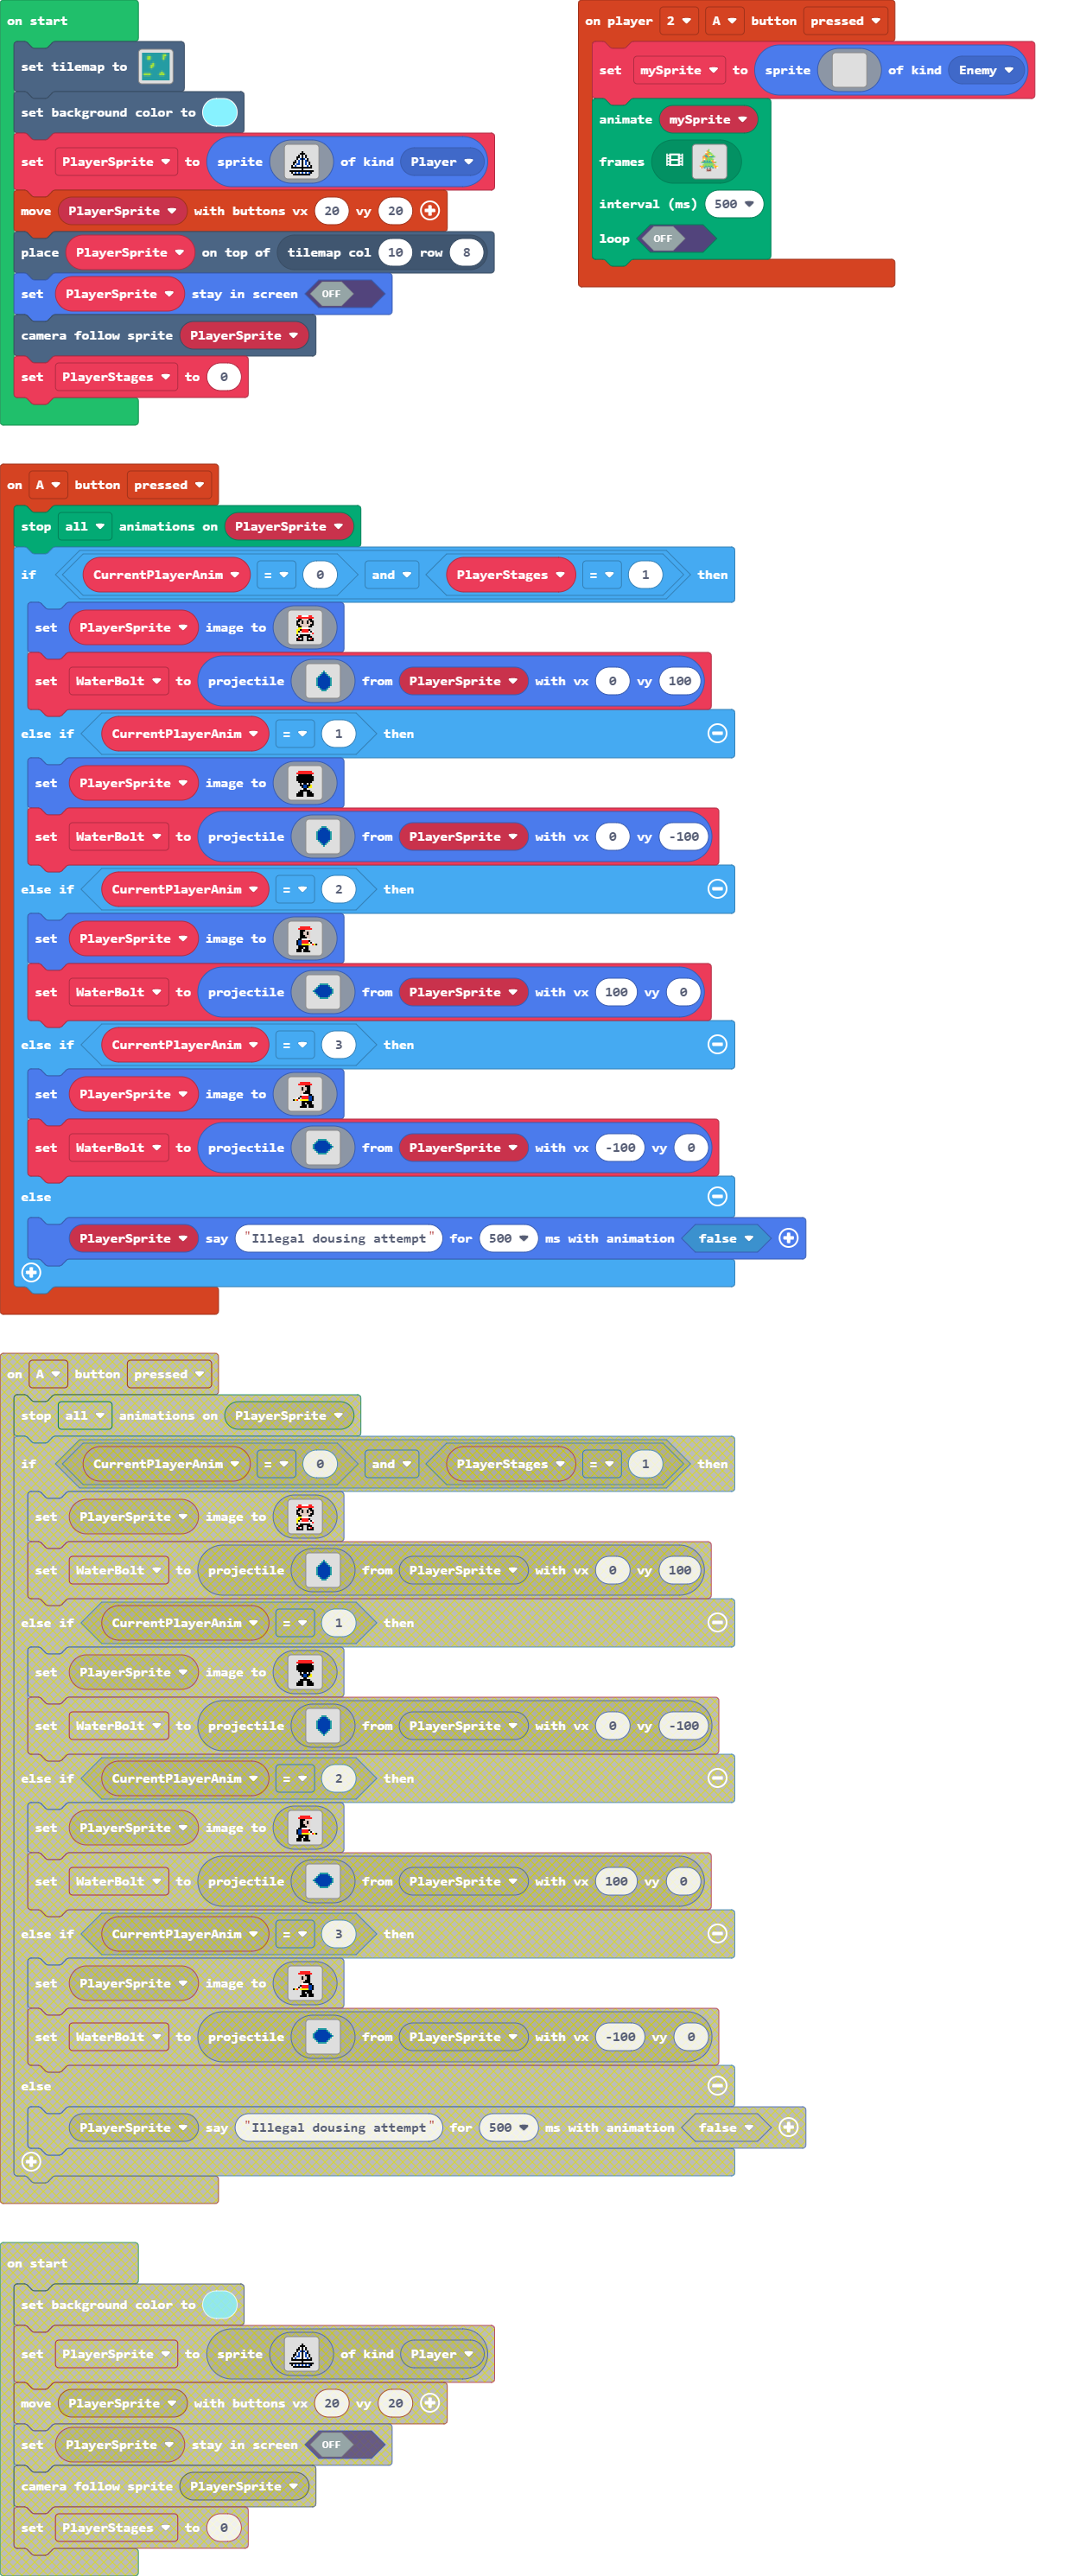 on start
set tilemap to
set background color to
set PlayerSprite to sprite of kind Player
move PlayerSprite with buttons vx 20 vy 20
place PlayerSprite on top of tilemap col 10 row 8
set PlayerSprite stay in screen OFF
camera follow sprite PlayerSprite
set PlayerStages to 0
on player 2 A button pressed
set mySprite to sprite of kind Enemy
animate mySprite
frames
interval (ms) 500
loop OFF
on A button pressed
stop all animations on PlayerSprite
if CurrentPlayerAnim = 0 and PlayerStages = 1 then
set PlayerSprite image to
set WaterBolt to projectile from PlayerSprite with vx 0 vy 100
else if CurrentPlayerAnim = 1 then
set PlayerSprite image to
set WaterBolt to projectile from PlayerSprite with vx 0 vy -100
else if CurrentPlayerAnim = 2 then
set PlayerSprite image to
set WaterBolt to projectile from PlayerSprite with vx 100 vy 0
else if CurrentPlayerAnim = 3 then
set PlayerSprite image to
set WaterBolt to projectile from PlayerSprite with vx -100 vy 0
else
PlayerSprite say "Illegal dousing attempt" for 500 ms with animation false
on A button pressed
stop all animations on PlayerSprite
if CurrentPlayerAnim = 0 and PlayerStages = 1 then
set PlayerSprite image to
set WaterBolt to projectile from PlayerSprite with vx 0 vy 100
else if CurrentPlayerAnim = 1 then
set PlayerSprite image to
set WaterBolt to projectile from PlayerSprite with vx 0 vy -100
else if CurrentPlayerAnim = 2 then
set PlayerSprite image to
set WaterBolt to projectile from PlayerSprite with vx 100 vy 0
else if CurrentPlayerAnim = 3 then
set PlayerSprite image to
set WaterBolt to projectile from PlayerSprite with vx -100 vy 0
else
PlayerSprite say "Illegal dousing attempt" for 500 ms with animation false
on start
set background color to
set PlayerSprite to sprite of kind Player
move PlayerSprite with buttons vx 20 vy 20
set PlayerSprite stay in screen OFF
camera follow sprite PlayerSprite
set PlayerStages to 0